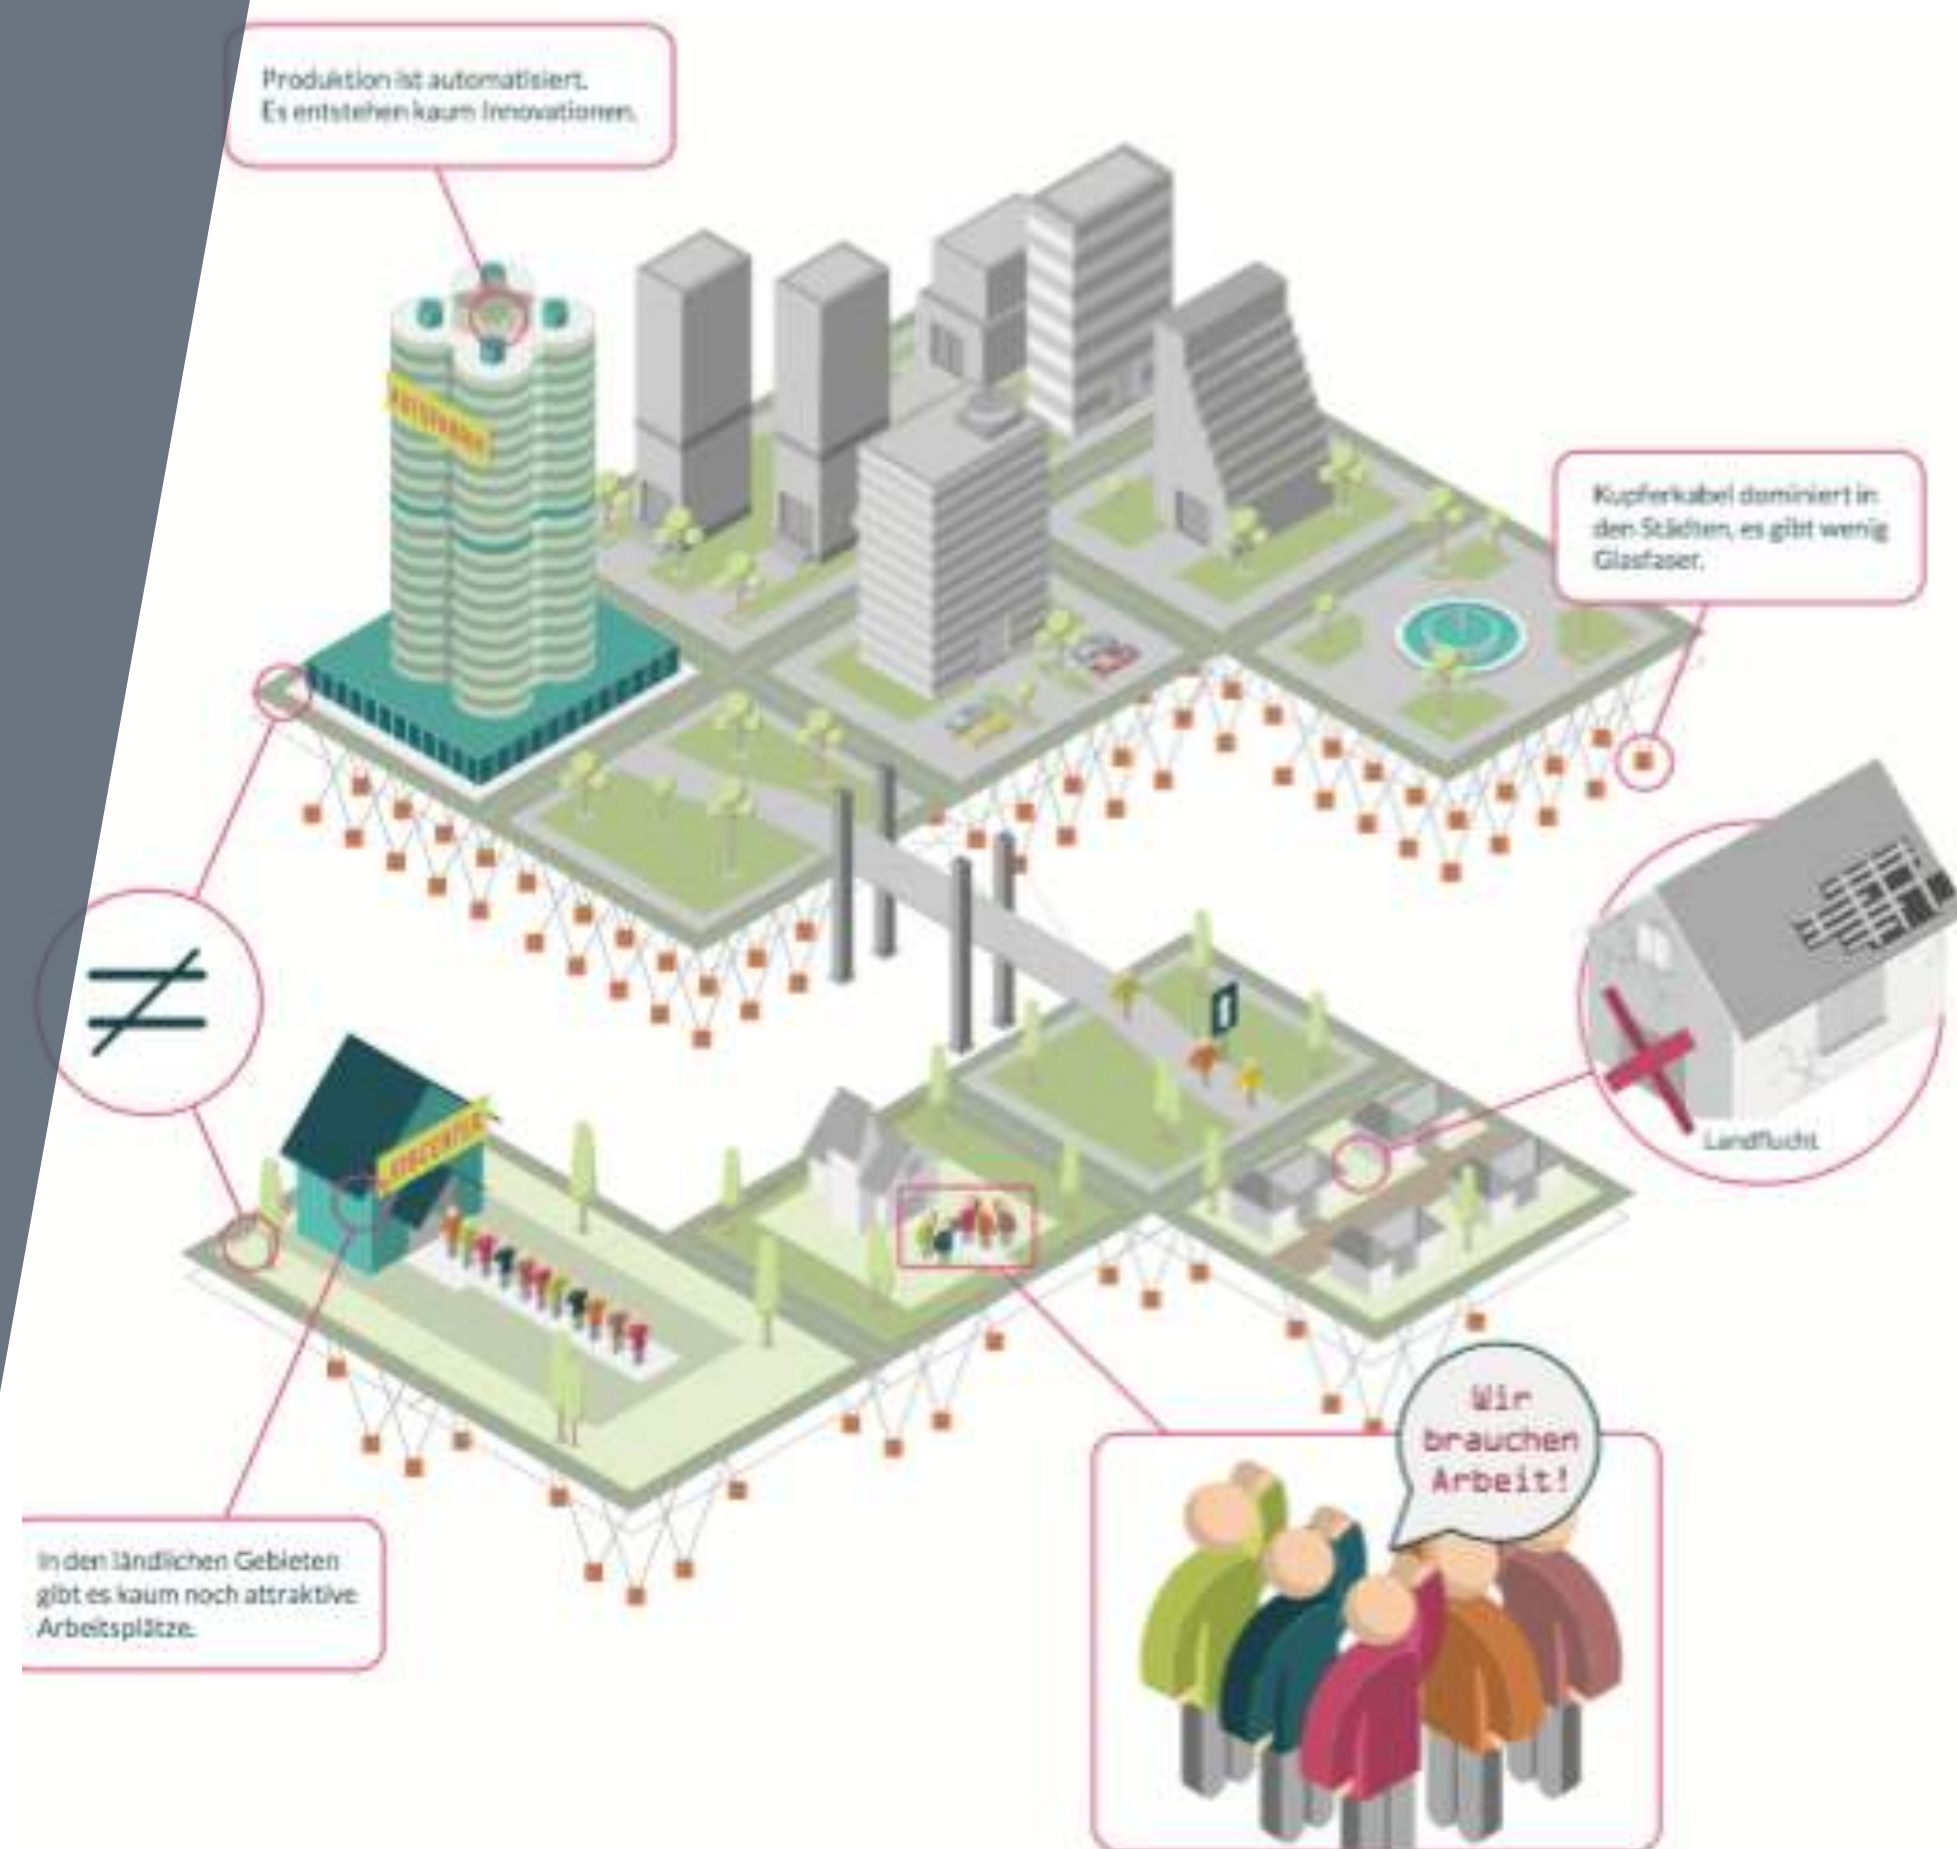 Produktion ist automatisiert.
Es entstehen kaum Innovationen.
Kupferkabel dominiert in
den Städten, es gibt wenig
Glasfaser.
Landflucht
JOBCENTER
Wir
brauchen
Arbeit!
In den ländlichen Gebieten
gibt es kaum noch attraktive
Arbeitsplätze.